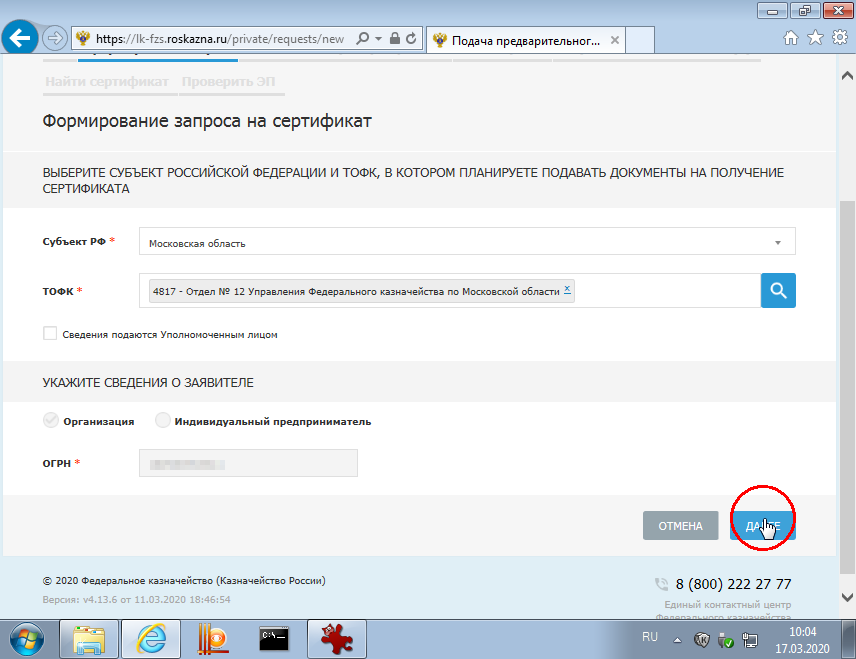 https://lk-fzs.roskazna.ru/private/requests/new
Подача предварительног...
Найти сертификат Проверить ЭП
Формирование запроса на сертификат
ВЫБЕРИТЕ СУБЪЕКТ РОССИЙСКОЙ ФЕДЕРАЦИИ И ТОФК, В КОТОРОМ ПЛАНИРУЕТЕ ПОДАВАТЬ ДОКУМЕНТЫ НА ПОЛУЧЕНИЕ
СЕРТИФИКАТА
Субъект РФ *
Московская область
ТОФК *
4817 - Отдел № 12 Управления Федерального казначейства по Московской области x
Сведения подаются Уполномоченным лицом
УКАЖИТЕ СВЕДЕНИЯ О ЗАЯВИТЕЛЕ
Организация Индивидуальный предприниматель
ОГРН *
ОТМЕНА ДАЛЕЕ
© 2020 Федеральное казначейство (Казначейство России)
8 (800) 222 27 77
Версия: v4.13.6 от 11.03.2020 18:46:54
Единый контактный центр
Федерального казначейства
C:\_
RU
10:04
17.03.2020